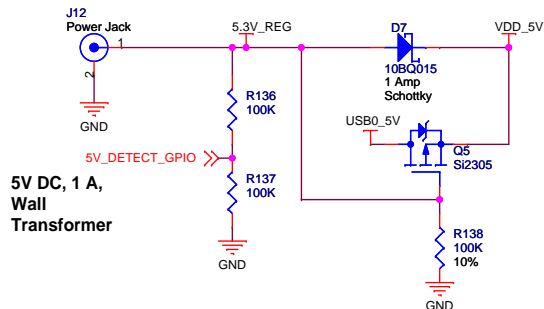 J12
Power Jack
1
2
GND
5.3V_REG
D7
10BQ015
1 Amp
Schottky
VDD_5V
R136
100K
USB0_5V
Q5
Si2305
5V_DETECT_GPIO
R137
100K
5V DC, 1 A,
Wall
Transformer
GND
R138
100K
10%
GND